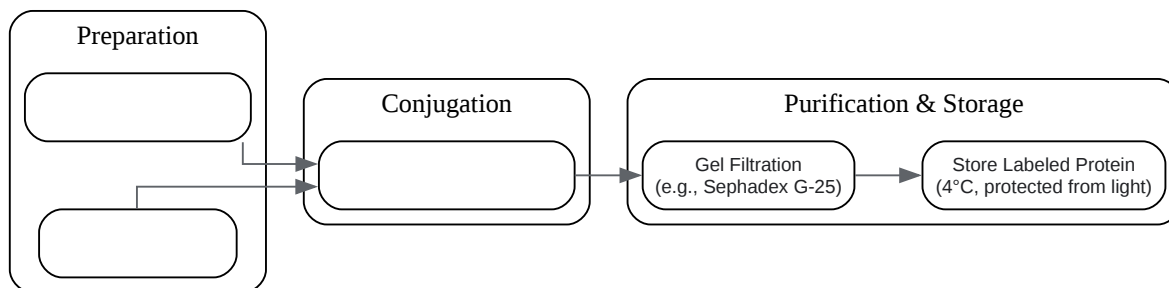 Preparation
Conjugation
Purification & Storage
Gel Filtration
(e.g., Sephadex G-25)
Store Labeled Protein
(4°C, protected from light)